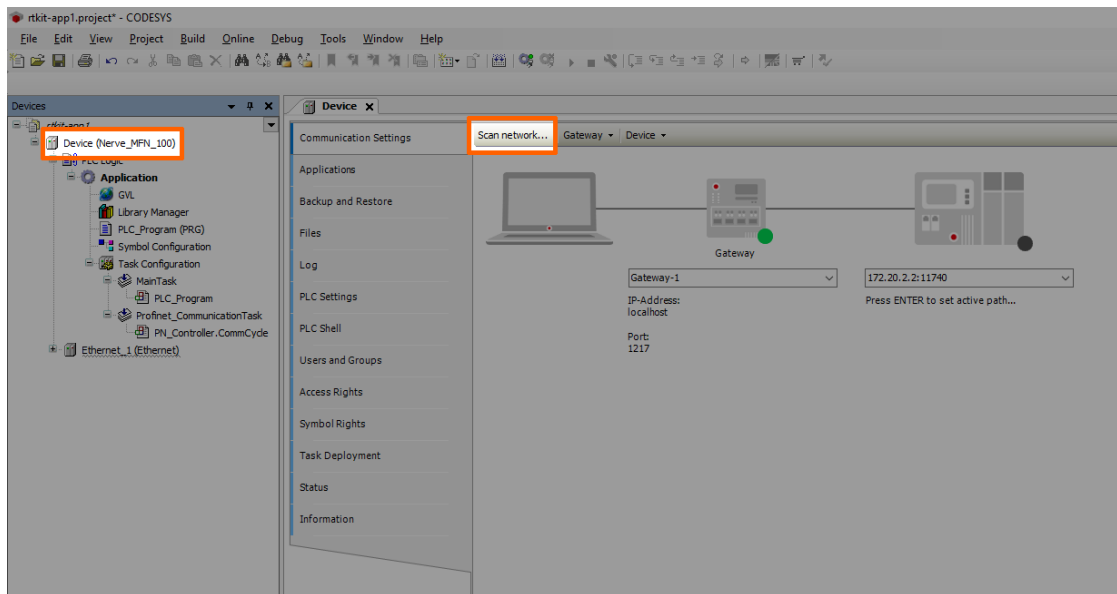 rtkit-app1.project* - CODESYS
File Edit View Project Build Online Debug Tools Window Help
Devices
rtkit-app1
Device (Nerve_MFN_100)
PLC Logic
Application
GVL
Library Manager
PLC_Program (PRG)
Symbol Configuration
Task Configuration
MainTask
PLC_Program
Profinet_CommunicationTask
PN_Controller.CommCycle
Ethernet_1 (Ethernet)
Device
Communication Settings
Applications
Backup and Restore
Files
Log
PLC Settings
PLC Shell
Users and Groups
Access Rights
Symbol Rights
Task Deployment
Status
Information
Scan network... Gateway Device
Gateway
Gateway-1
IP-Address:
localhost
Port:
1217
172.20.2.2:11740
Press ENTER to set active path...